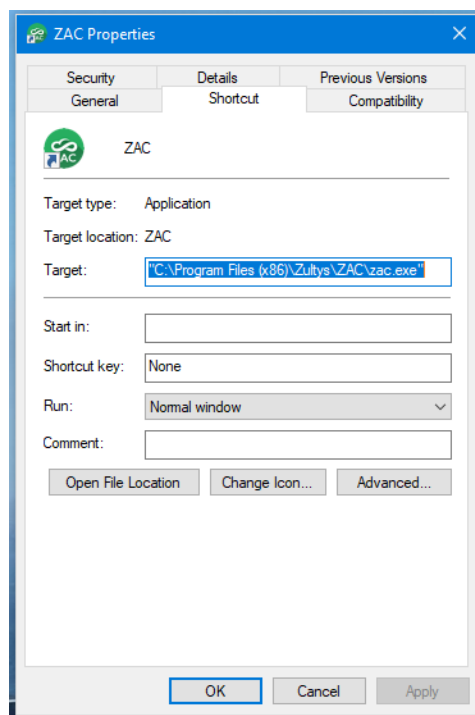 ZAC Properties
Security Details Previous Versions
General Shortcut Compatibility
AC ZAC
Target type: Application
Target location: ZAC
Target: "C:\Program Files (x86)\Zultys\ZAC\zac.exe"
Start in:
Shortcut key: None
Run: Normal window
Comment:
Open File Location Change Icon... Advanced...
OK Cancel Apply